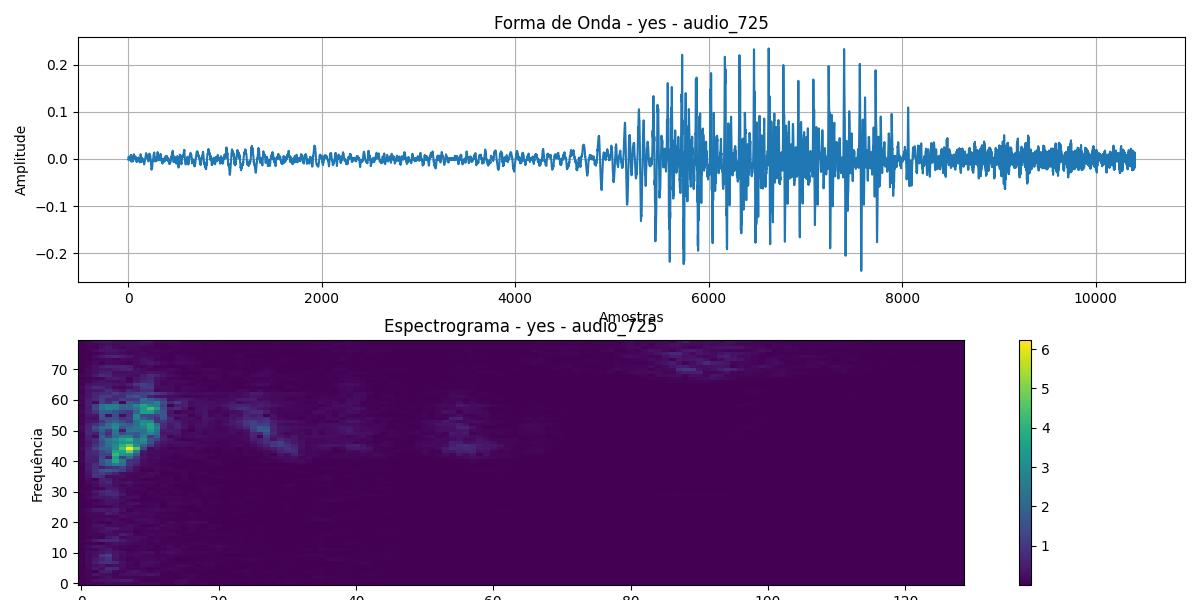 Forma de Onda - yes - audio_725
Amplitude
0.2
0.1
0.0
−0.1
−0.2
0 2000 4000 6000 8000 10000
Amostras
Espectrograma - yes - audio_725
Frequência
70
60
50
40
30
20
10
0
0 20 40 60 80 100 120
6
5
4
3
2
1